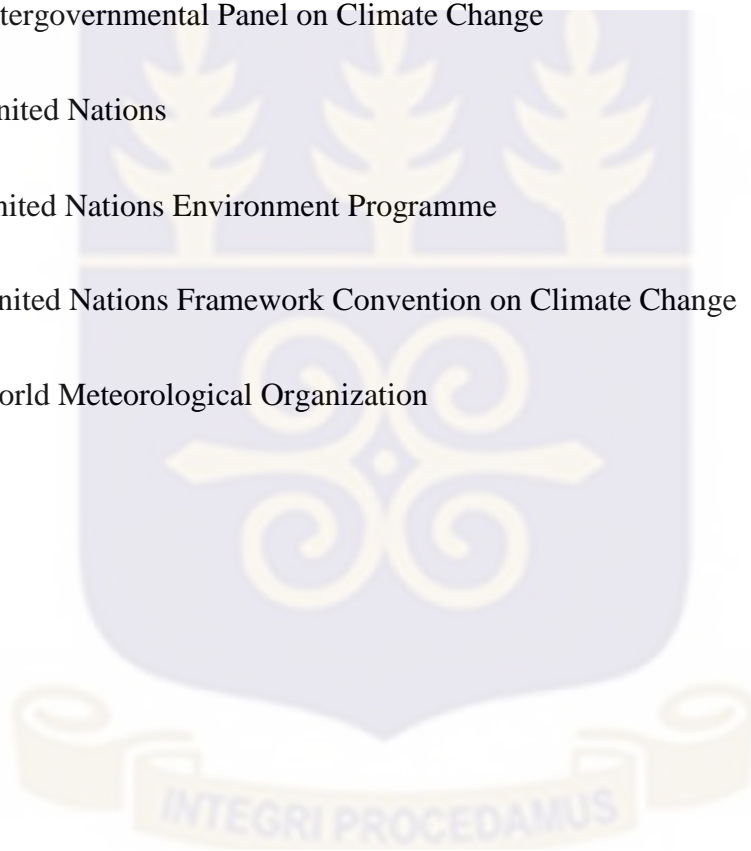 tergovernmental Panel on Climate Change
nited Nations
nited Nations Environment Programme
nited Nations Framework Convention on Climate Change
orld Meteorological Organization
INTEGRI PROCEDAMUS